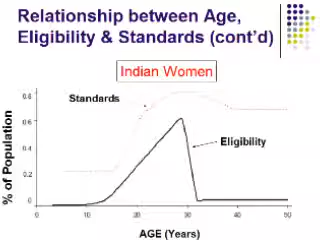 Relationship between Age,
Eligibility & Standards (cont'd)
Indian Women
Standards
Eligibility
% of Population
0.8
0.6
0.4
0.2
0
0 10 20 30 40 50
AGE (Years)